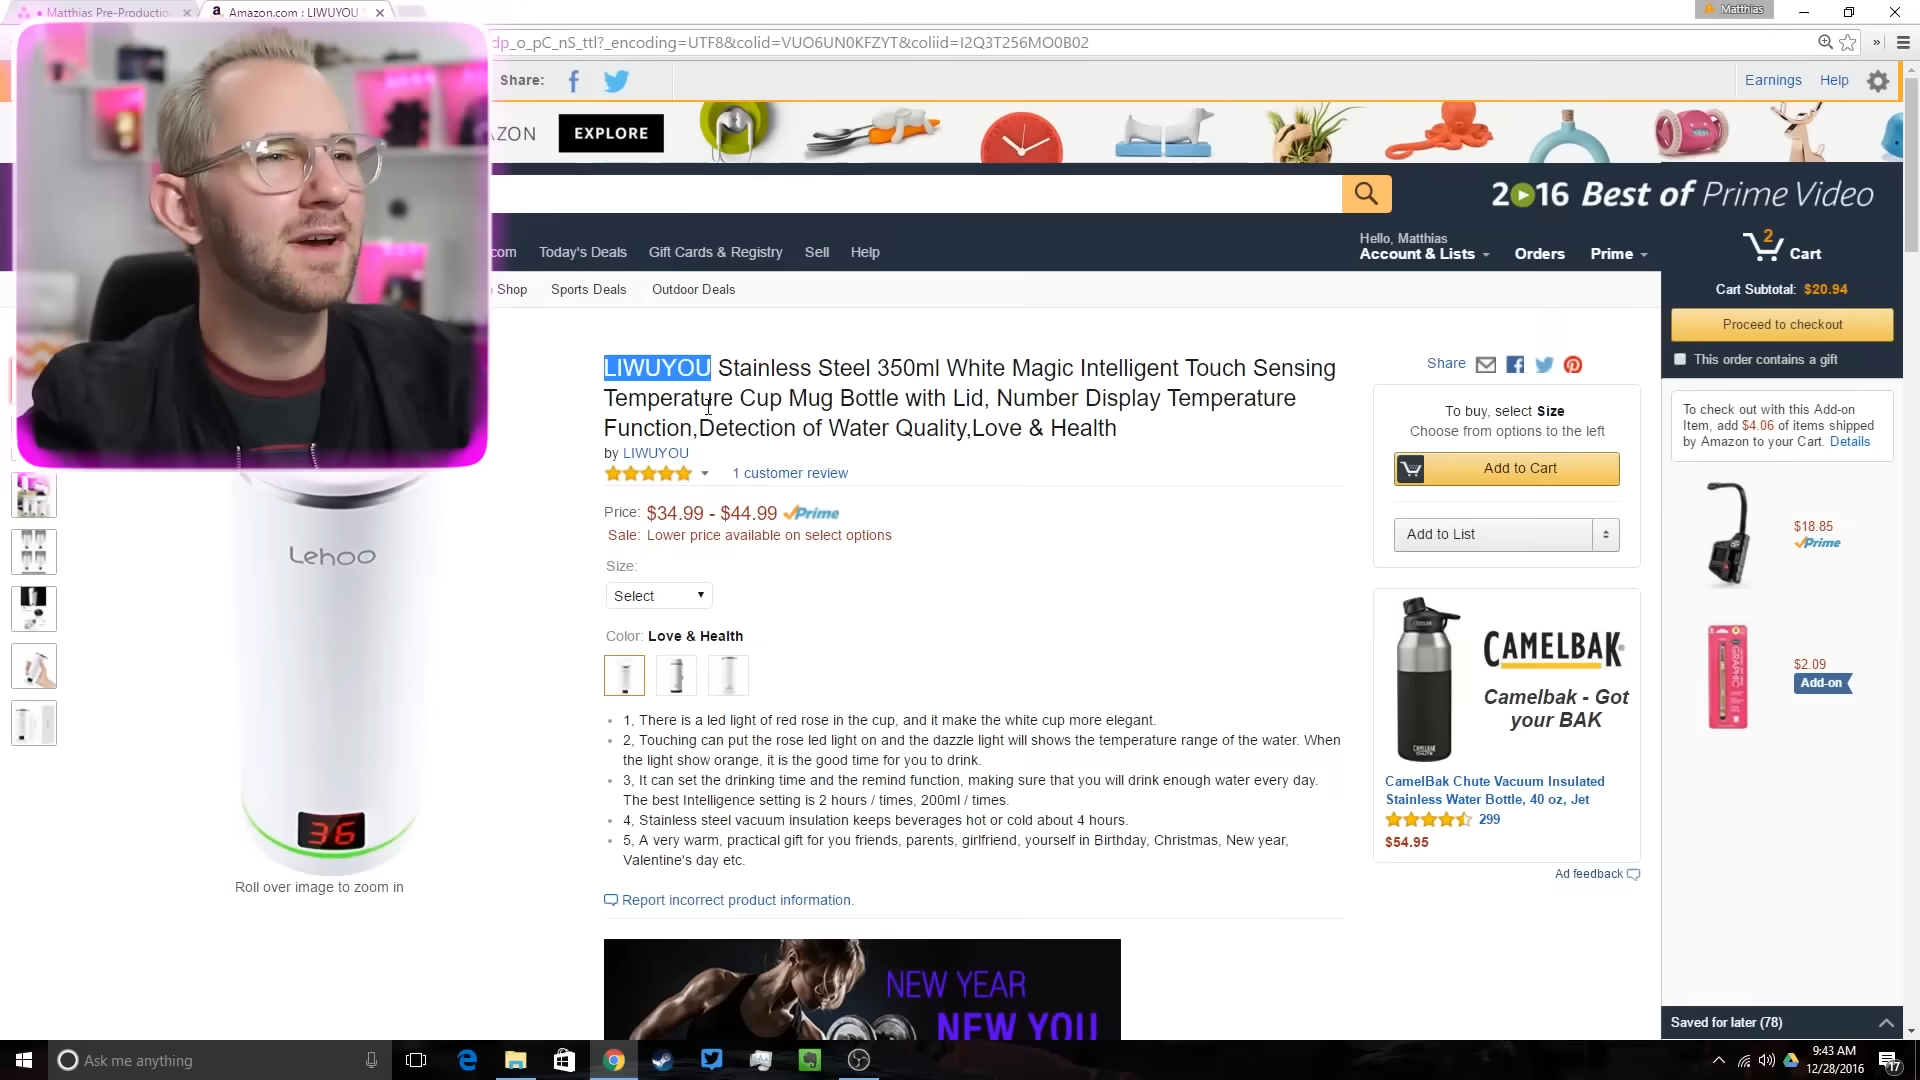 Matthias Pre-Productio
Amazon.com : LIWUYOU
Matthias
dp_o_pC_nS_ttl?_encoding=UTF8&colid=VUO6UN0KFZYT&coliid=I2Q3T256MO0B02
Share:
Earnings
Help
AZON
EXPLORE
2016 Best of Prime Video
com
Today's Deals
Gift Cards & Registry
Sell
Help
Hello, Matthias
Account & Lists
Orders
Prime
2
Cart
Shop
Sports Deals
Outdoor Deals
Cart Subtotal: $20.94
Proceed to checkout
This order contains a gift
LIWUYOU Stainless Steel 350ml White Magic Intelligent Touch Sensing
Temperature Cup Mug Bottle with Lid, Number Display Temperature
Function,Detection of Water Quality,Love & Health
by LIWUYOU
1 customer review
Price: $34.99 - $44.99 Prime
Sale: Lower price available on select options
Size:
Select
Color: Love & Health
1, There is a led light of red rose in the cup, and it make the white cup more elegant.
2, Touching can put the rose led light on and the dazzle light will shows the temperature range of the water. When
the light show orange, it is the good time for you to drink.
3, It can set the drinking time and the remind function, making sure that you will drink enough water every day.
The best Intelligence setting is 2 hours / times, 200ml / times.
4, Stainless steel vacuum insulation keeps beverages hot or cold about 4 hours.
5, A very warm, practical gift for you friends, parents, girlfriend, yourself in Birthday, Christmas, New year,
Valentine's day etc.
Report incorrect product information.
NEW YEAR
NEW YOU
Lehoo
36
Roll over image to zoom in
Share
To buy, select Size
Choose from options to the left
Add to Cart
Add to List
CAMELBAK
Camelbak - Got
your BAK
CamelBak Chute Vacuum Insulated
Stainless Water Bottle, 40 oz, Jet
299
$54.95
Ad feedback
To check out with this Add-on
Item, add $4.06 of items shipped
by Amazon to your Cart. Details
$18.85
Prime
$2.09
Add-on
Saved for later (78)
Ask me anything
9:43 AM
12/28/2016
17